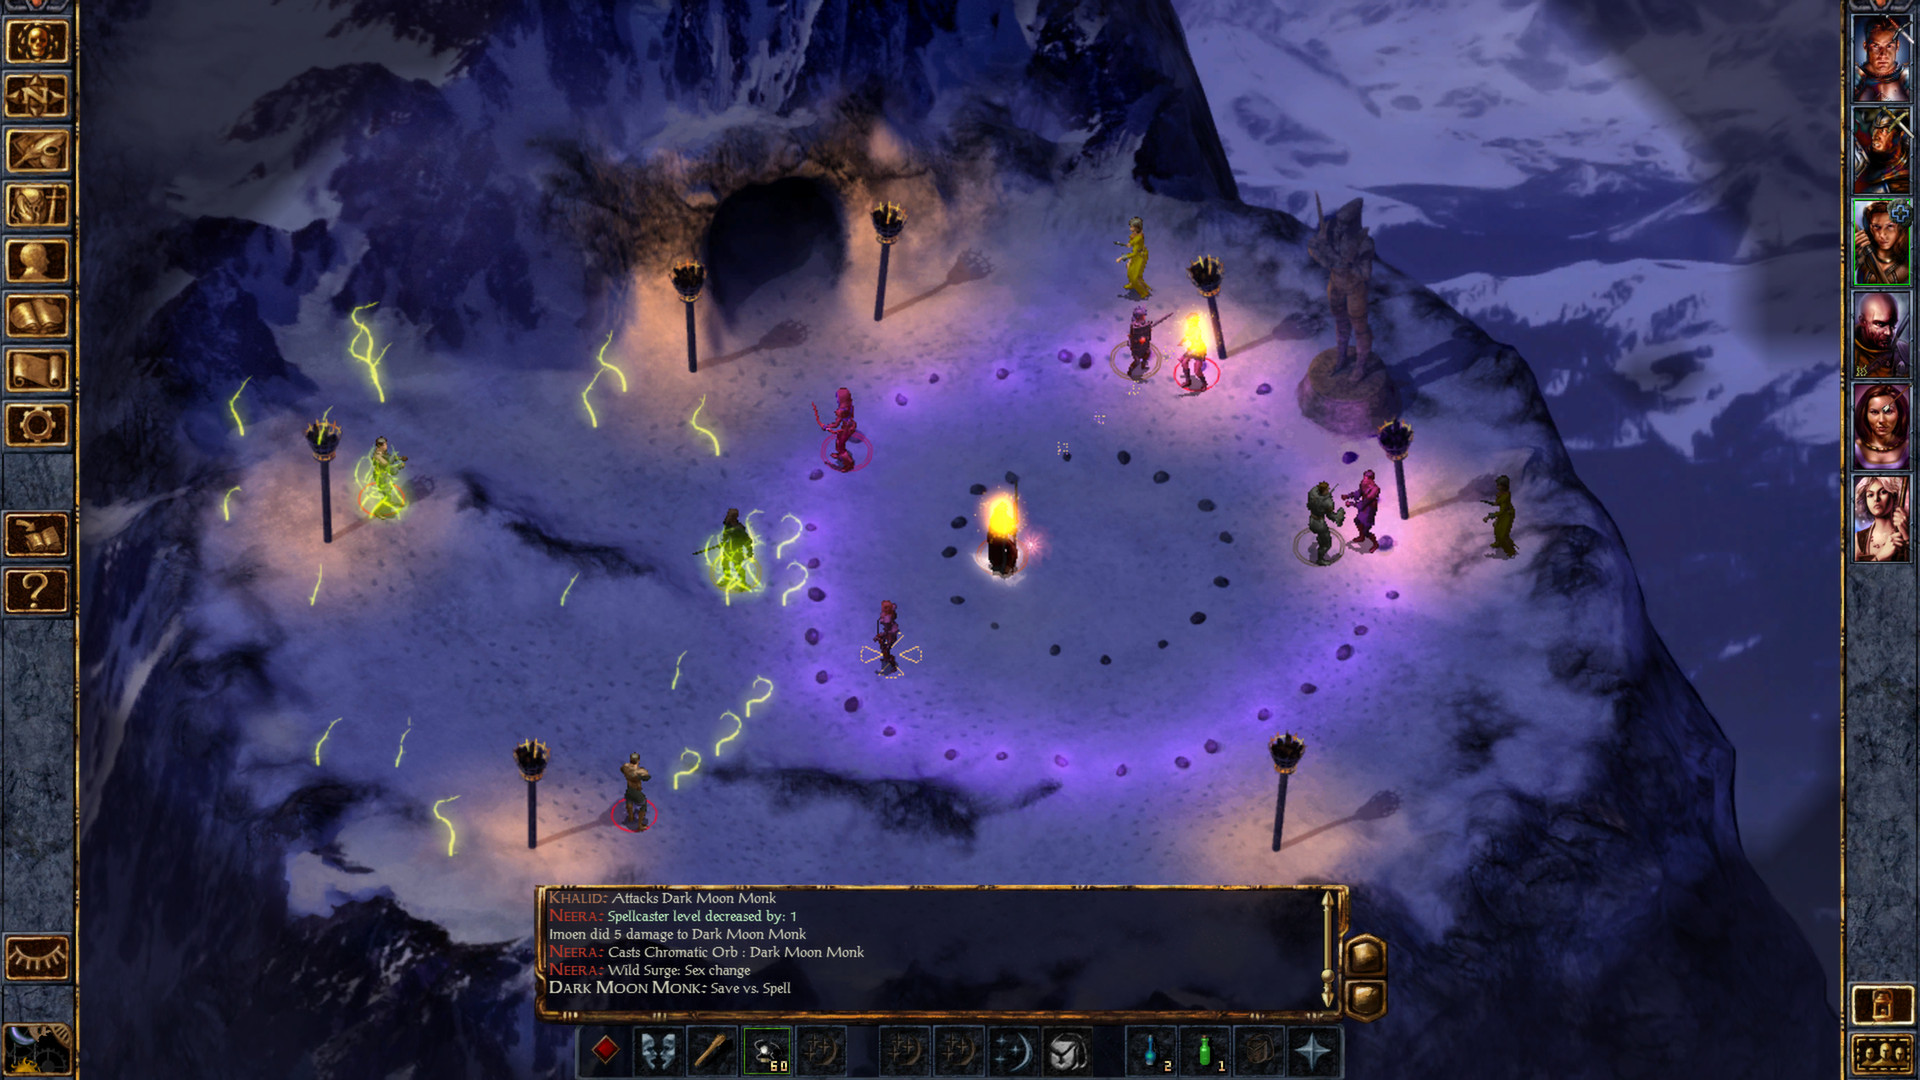 KHALID: Attacks Dark Moon Monk
NEERA: Spellcaster level decreased by: 1
Imoen did 5 damage to Dark Moon Monk
NEERA: Casts Chromatic Orb : Dark Moon Monk
NEERA: Wild Surge: Sex change
DARK MOON MONK: Save vs. Spell
60
2
1